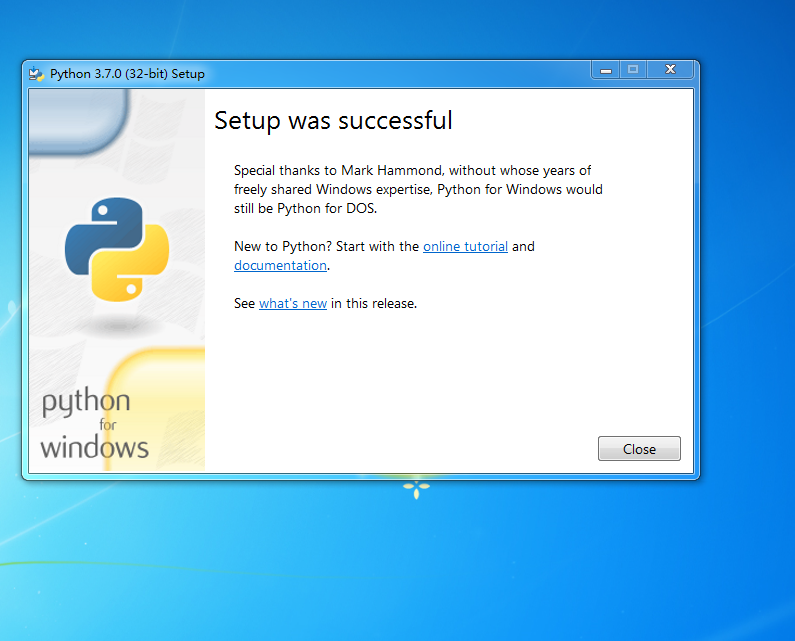 Python 3.7.0 (32-bit) Setup
Setup was successful
Special thanks to Mark Hammond, without whose years of
freely shared Windows expertise, Python for Windows would
still be Python for DOS.
New to Python? Start with the online tutorial and
documentation.
See what's new in this release.
python
for
windows
Close